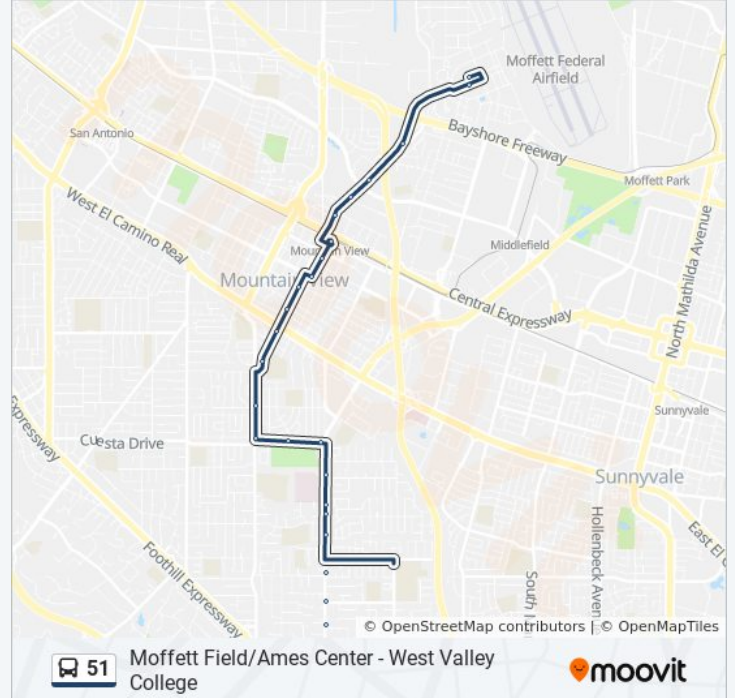 Moffett Federal
Airfield
San Antonio
Bayshore Freeway
Moffett Park
West El Camino Real
Mountain View
Middlefield
Mountain View
Central Expressway
North Mathilda Avenue
Expressway
Cuesta Drive
Sunnyvale
Sunnyvale
Hollenbeck Aven
East El C
Foothill Expressway
South
© OpenStreetMap contributors | © OpenMapTiles
51
Moffett Field/Ames Center - West Valley
College
moovit